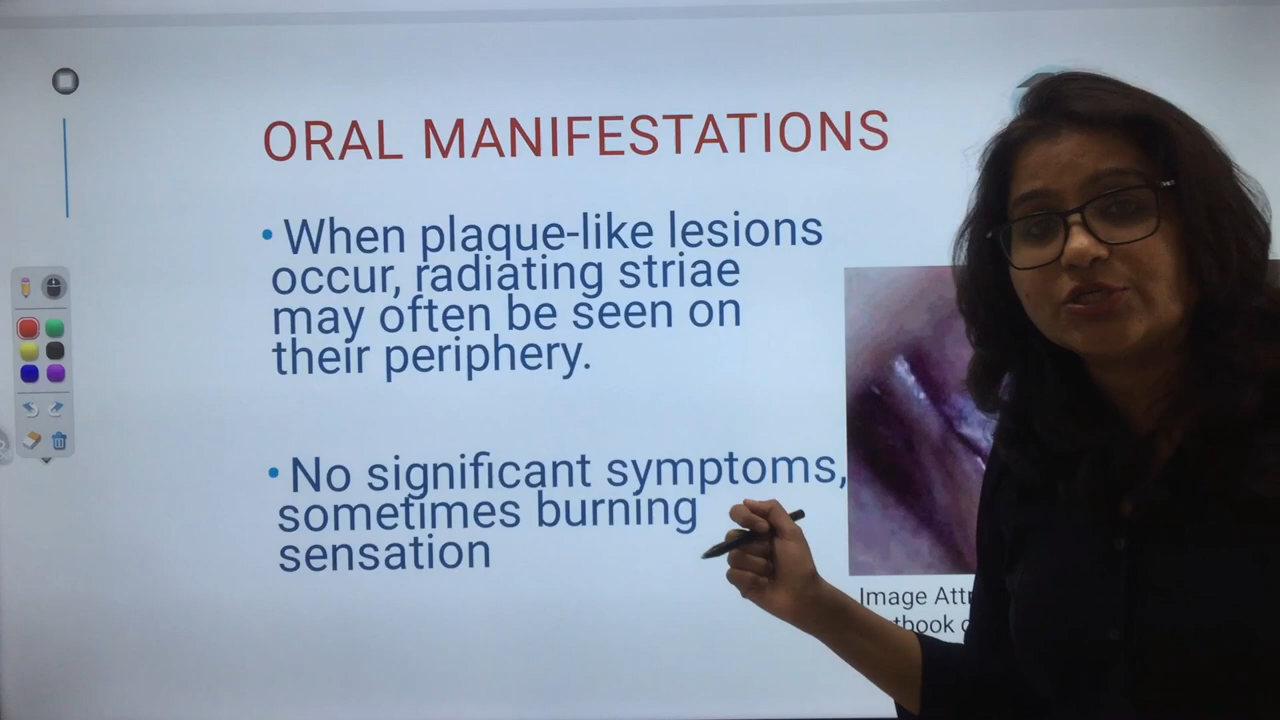 ORAL MANIFESTATIONS
• When plaque-like lesions
occur, radiating striae
may often be seen on
their periphery.
• No significant symptoms,
sometimes burning
sensation
Image